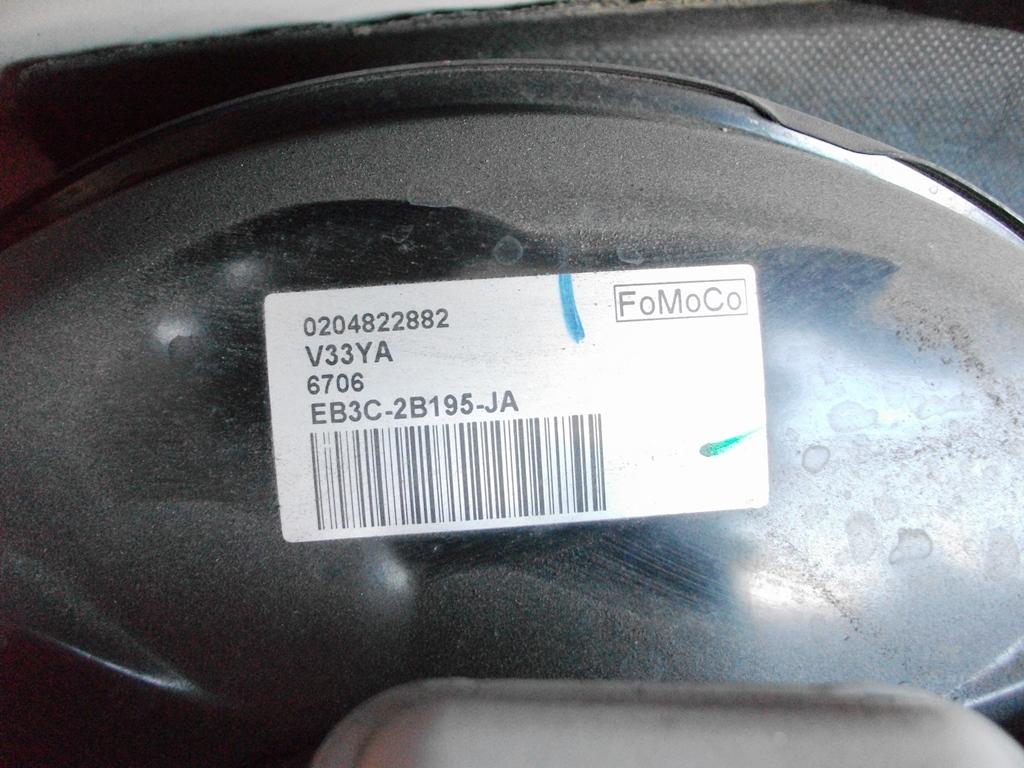 FoMoCo
0204822882
V33YA
6706
EB3C-2B195-JA